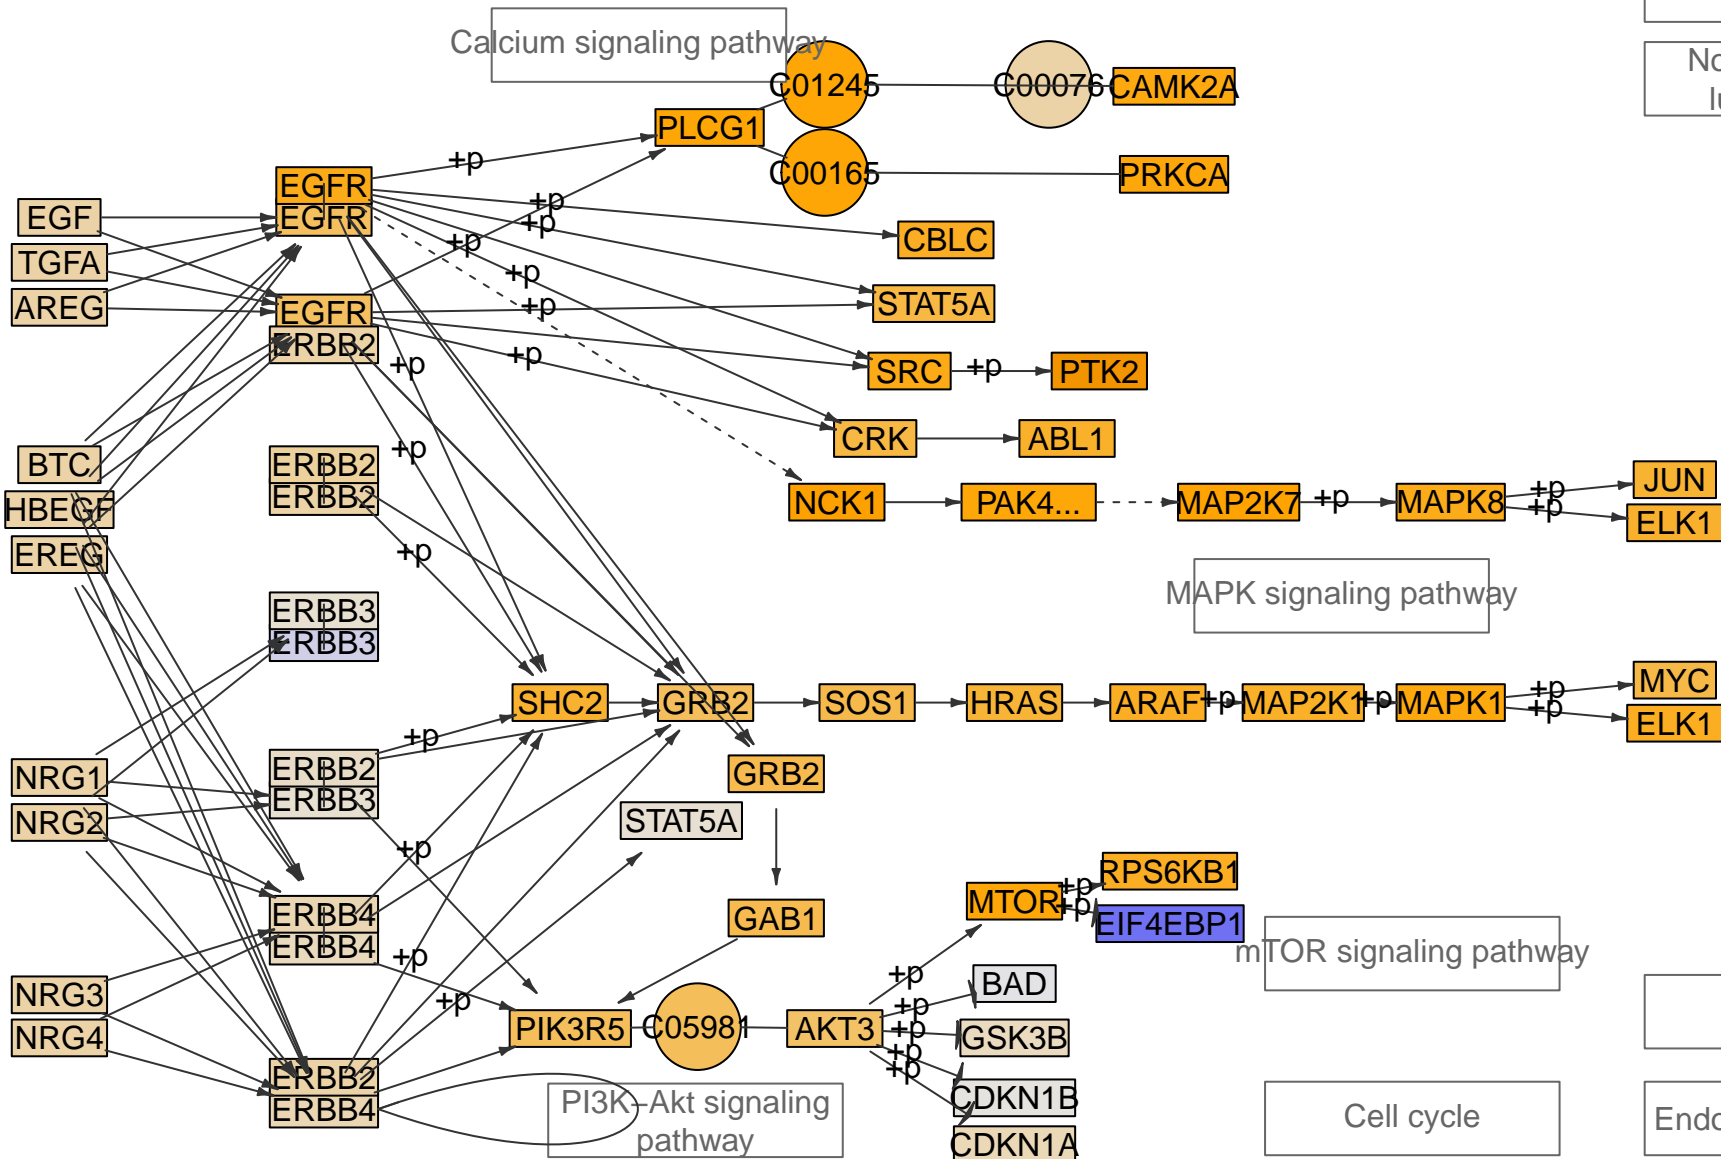 Calcium signaling pathway
C01245
C00076
CAMK2A
No
lu
PLCG1
C00165
PRKCA
+p
EGFR
EGFR
EGF
TGFA
AREG
+p
+p
+p
CBLC
+p
+p
STAT5A
EGFR
ERBB2
+p
+p
SRC
+p
PTK2
CRK
ABL1
+p
BTC
HBEGF
EREG
ERBB2
ERBB2
NCK1
PAK4...
MAP2K7
+p
MAPK8
+p
+p
JUN
ELK1
+p
MAPK signaling pathway
ERBB3
ERBB3
SHC2
GRB2
SOS1
HRAS
ARAF
+p
MAP2K1
+p
MAPK1
+p
+p
MYC
ELK1
+p
NRG1
NRG2
ERBB2
ERBB3
GRB2
STAT5A
+p
ERBB4
ERBB4
GAB1
MTOR
+p
+p
RPS6KB1
EIF4EBP1
mTOR signaling pathway
+p
+p
NRG3
NRG4
+p
PIK3R5
C05981
AKT3
+p
+p
+p
+p
BAD
GSK3B
CDKN1B
CDKN1A
ERBB2
ERBB4
PI3K–Akt signaling
pathway
Cell cycle
Endo